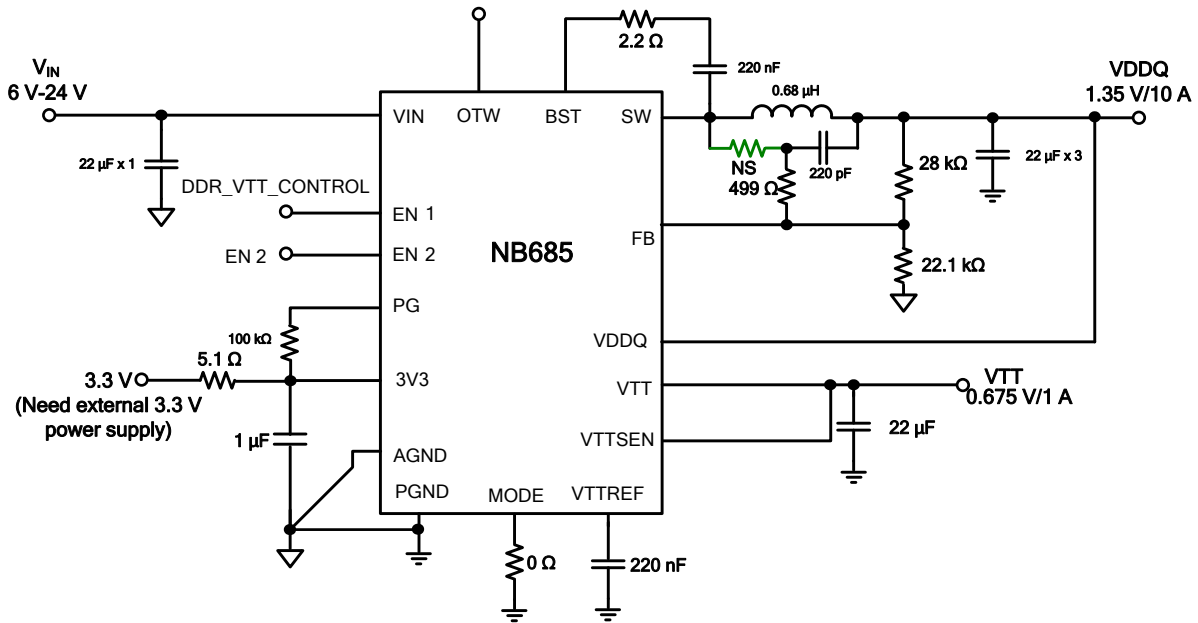 V_IN
6 V-24 V
22 µF x 1
DDR_VTT_CONTROL
EN 2
100 kΩ
5.1 Ω
3.3 V
(Need external 3.3 V
power supply)
1 µF
VIN
OTW
BST
SW
EN 1
EN 2
NB685
FB
PG
VDDQ
3V3
VTT
VTTSEN
AGND
PGND
MODE
VTTREF
0 Ω
220 nF
2.2 Ω
220 nF
0.68 µH
NS
499 Ω
220 pF
28 kΩ
22 µF x 3
VDDQ
1.35 V/10 A
22.1 kΩ
VTT
0.675 V/1 A
22 µF